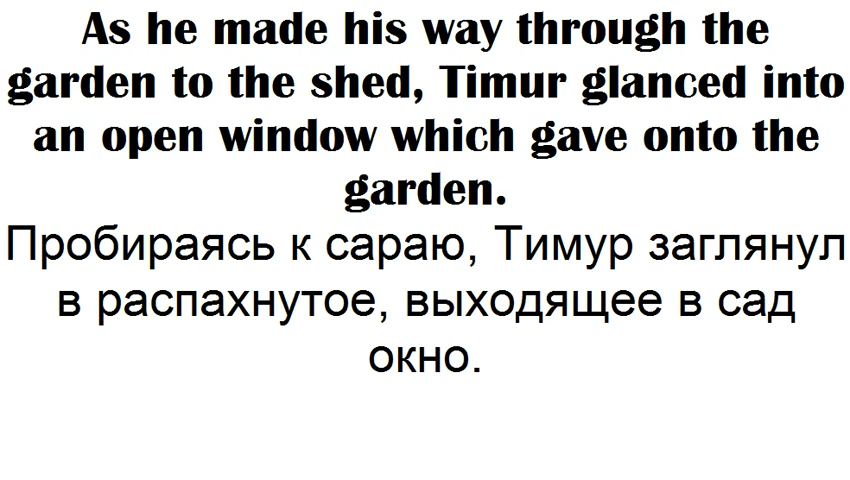 As he made his way through the
garden to the shed, Timur glanced into
an open window which gave onto the
garden.
Пробираясь к сараю, Тимур заглянул
в распахнутое, выходящее в сад
окно.